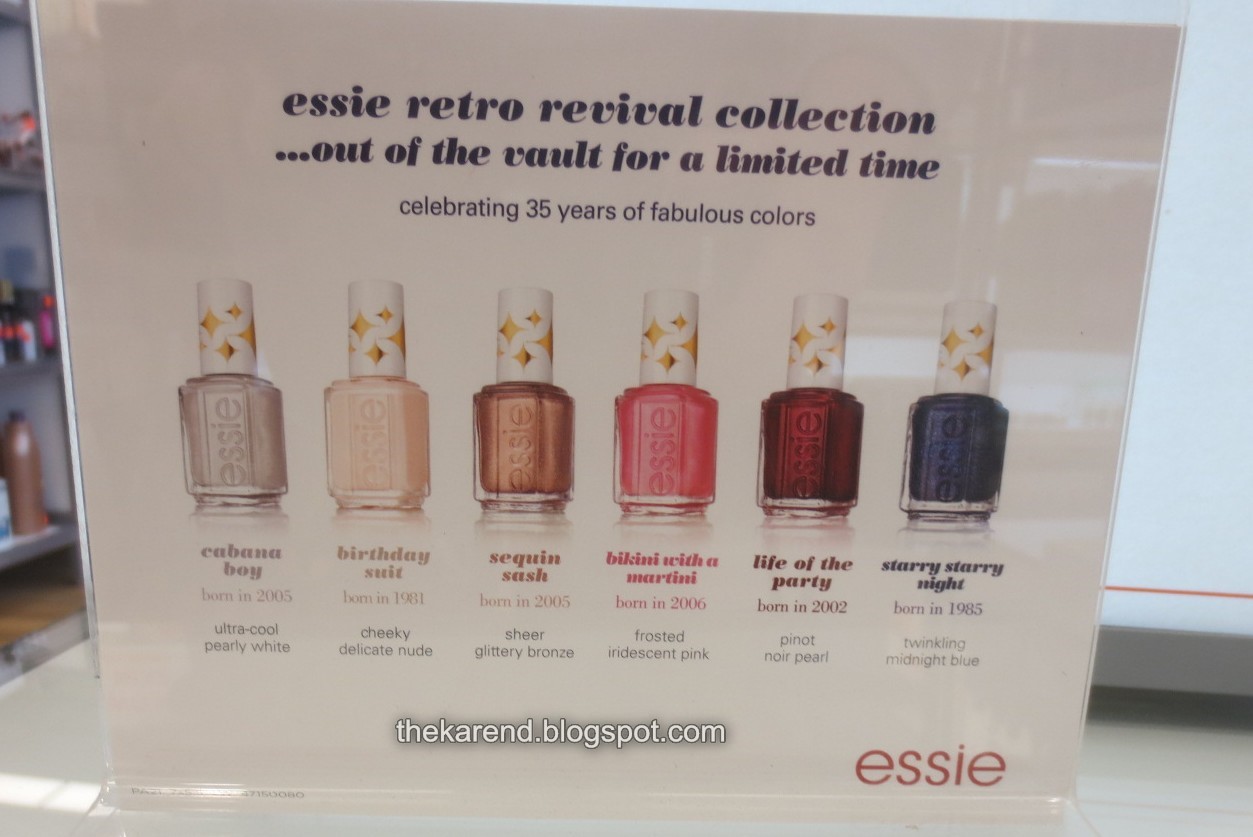 essie retro revival collection
...out of the vault for a limited time
celebrating 35 years of fabulous colors
essie essie essie essie essie essie
cabana
boy
born in 2005
ultra-cool
pearly white
birthday
suit
born in 1981
cheeky
delicate nude
sequin
sash
born in 2005
sheer
glittery bronze
bikini with a
martini
born in 2006
frosted
iridescent pink
life of the
party
born in 2002
pinot
noir pearl
starry starry
night
born in 1985
twinkling
midnight blue
thekarend.blogspot.com
essie